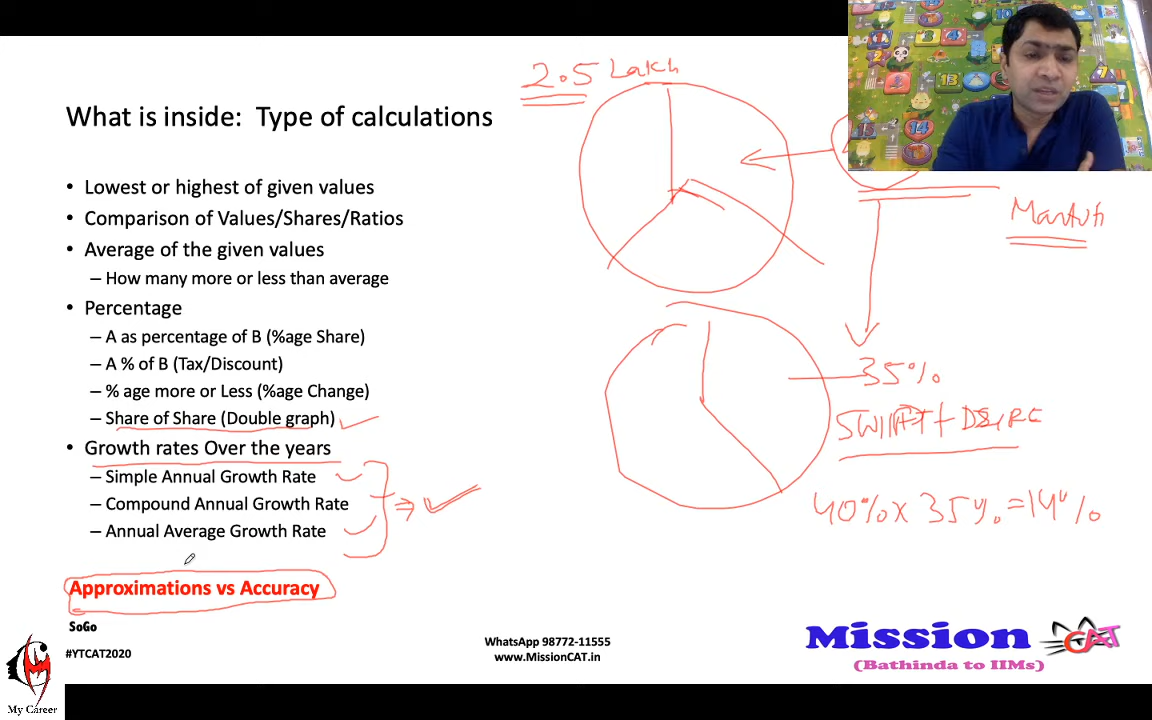 2.5 Lakh
What is inside: Type of calculations
• Lowest or highest of given values
• Comparison of Values/Shares/Ratios
• Average of the given values
– How many more or less than average
• Percentage
– A as percentage of B (%age Share)
– A % of B (Tax/Discount)
– % age more or Less (%age Change)
– Share of Share (Double graph)
• Growth rates Over the years
– Simple Annual Growth Rate
– Compound Annual Growth Rate
– Annual Average Growth Rate
Approximations vs Accuracy
SoGo
#YTCAT2020
My Career
WhatsApp 98772-11555
www.MissionCAT.in
35%
40% x 35% = 14%
Mission CAT
(Bathinda to IIMs)